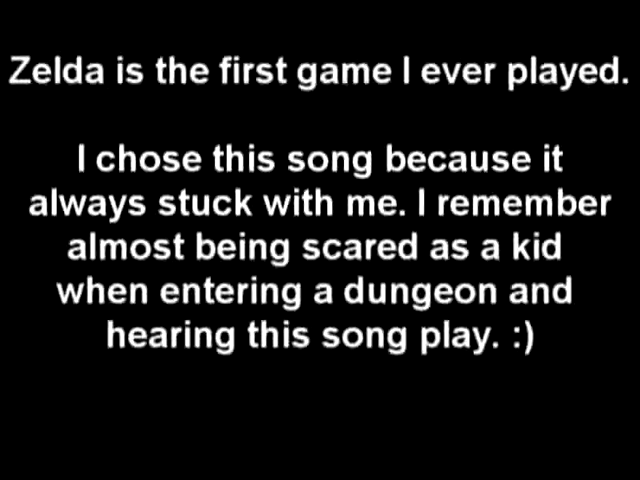 Zelda is the first game I ever played.
I chose this song because it
always stuck with me. I remember
almost being scared as a kid
when entering a dungeon and
hearing this song play. :)